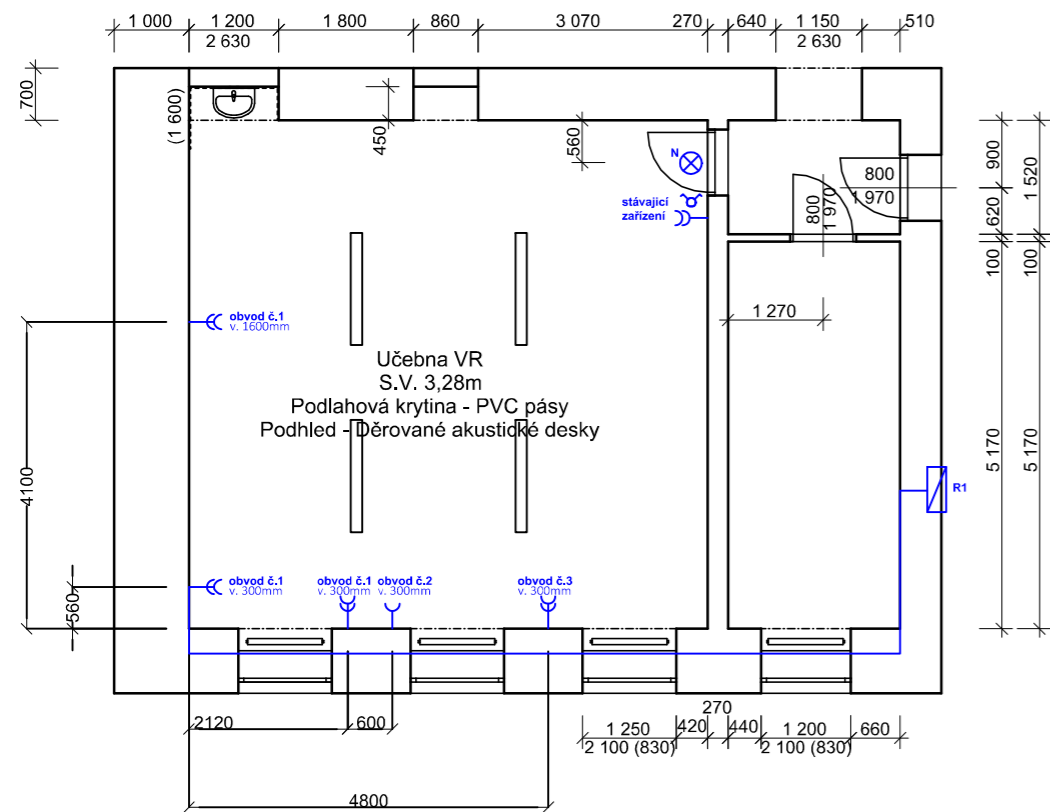 1 000
1 200
1 800
860
3 070
270
640
1 150
510
2 630
2 630
700
(1 600)
450
560
N
stávajicí
zařízení
800
1 970
800
1 970
900
620
1 520
100
100
1 270
obvod č.1
v. 1600mm
Učebna VR
S.V. 3,28m
Podlahová krytina - PVC pásy
Podhled - Děrované akustické desky
4100
5 170
5 170
R1
560
obvod č.1
v. 300mm
obvod č.1
v. 300mm
obvod č.2
v. 300mm
obvod č.3
v. 300mm
2120
600
270
1 250
420
440
1 200
660
2 100 (830)
2 100 (830)
4800